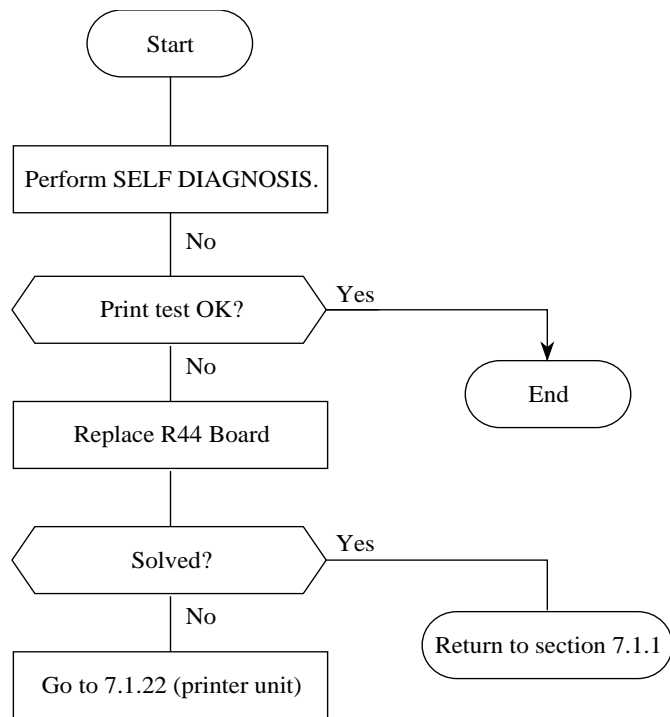 Start
Perform SELF DIAGNOSIS.
No
Print test OK?
Yes
No
End
Replace R44 Board
Solved?
Yes
No
Return to section 7.1.1
Go to 7.1.22 (printer unit)